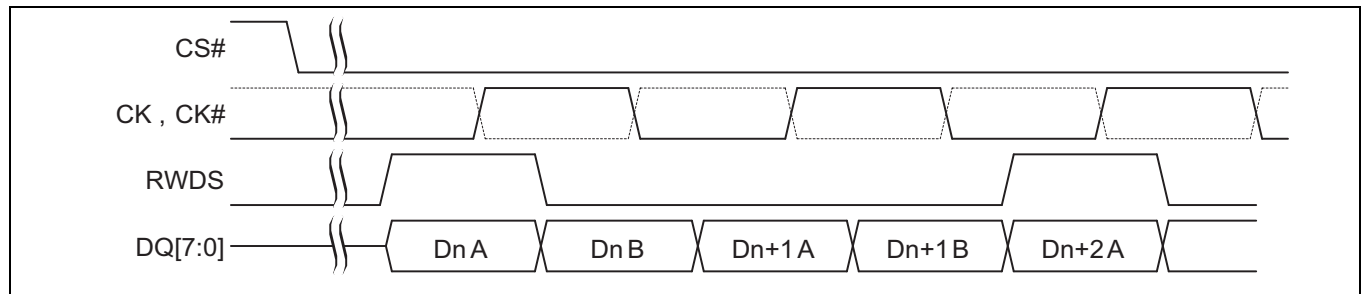 CS#
CK , CK#
RWDS
DQ[7:0] Dn A Dn B Dn+1 A Dn+1 B Dn+2 A